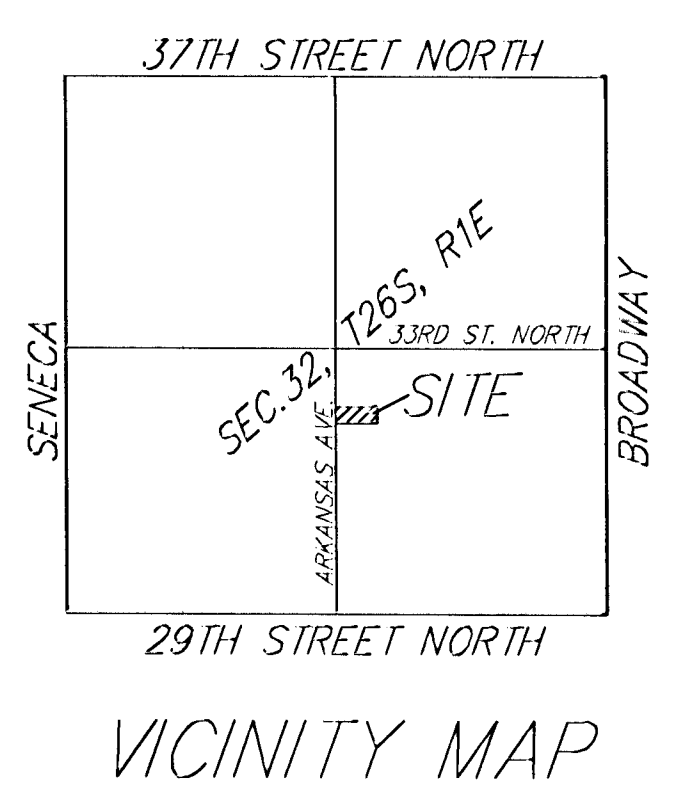 37TH STREET NORTH
SEC.32, T26S, R1E
33RD ST. NORTH
SENECA
BROADWAY
SITE
ARKANSAS AVE.
29TH STREET NORTH
VICINITY MAP